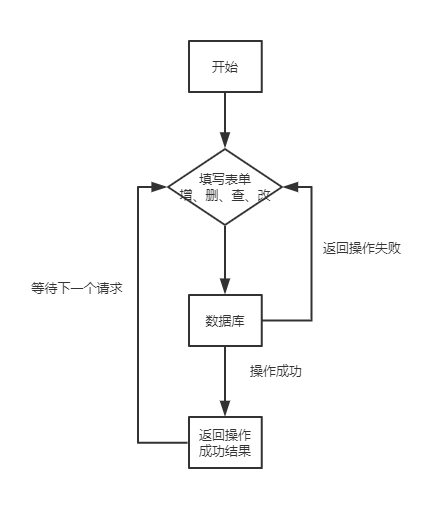 开始
填写表单
增、删、查、改
返回操作失败
等待下一个请求
数据库
操作成功
返回操作
成功结果